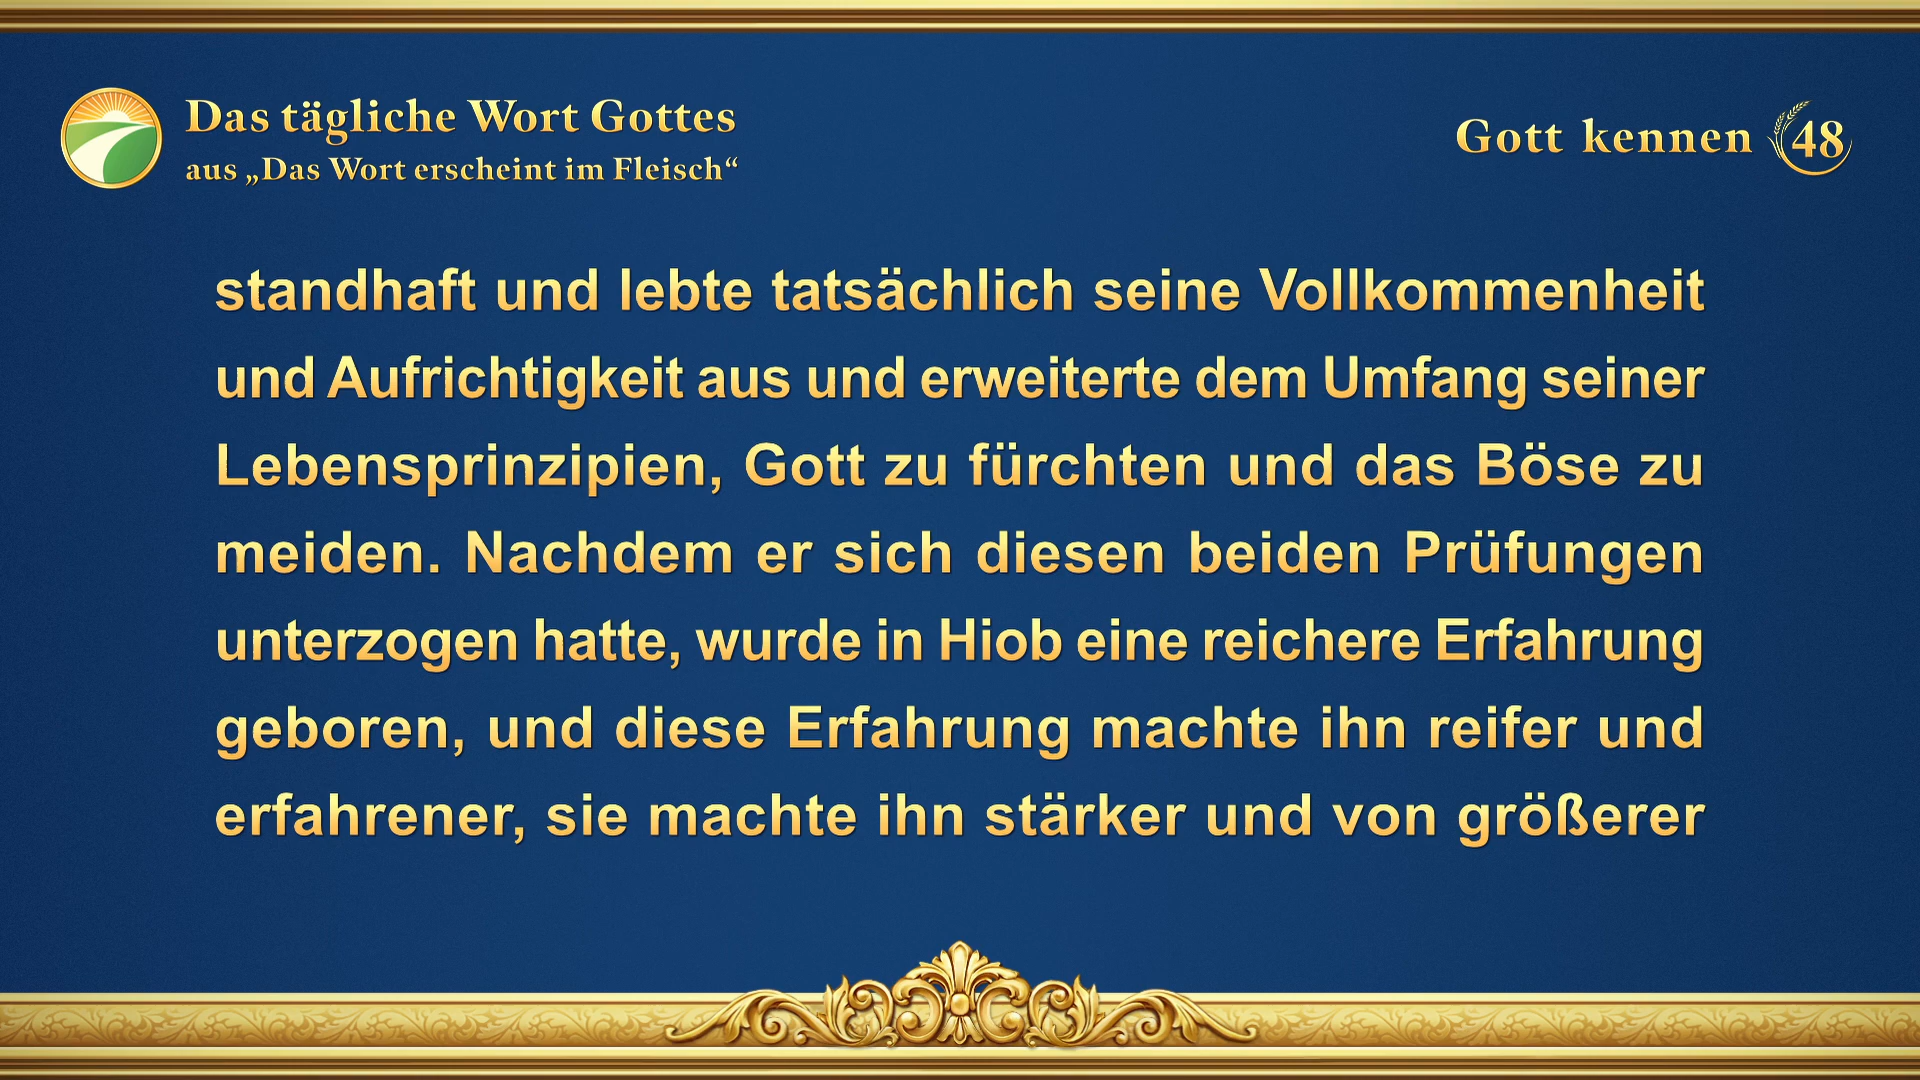 Das tägliche Wort Gottes
aus „Das Wort erscheint im Fleisch“
Gott kennen 48
standhaft und lebte tatsächlich seine Vollkommenheit
und Aufrichtigkeit aus und erweiterte dem Umfang seiner
Lebensprinzipien, Gott zu fürchten und das Böse zu
meiden. Nachdem er sich diesen beiden Prüfungen
unterzogen hatte, wurde in Hiob eine reichere Erfahrung
geboren, und diese Erfahrung machte ihn reifer und
erfahrener, sie machte ihn stärker und von größerer